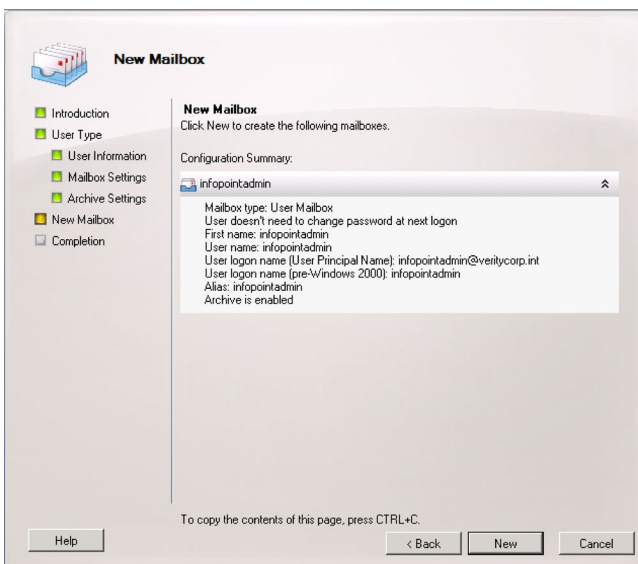 New Mailbox
Introduction
User Type
User Information
Mailbox Settings
Archive Settings
New Mailbox
Completion
New Mailbox
Click New to create the following mailboxes.
Configuration Summary:
infopointadmin
Mailbox type: User Mailbox
User doesn't need to change password at next logon
First name: infopointadmin
User name: infopointadmin
User logon name (User Principal Name): infopointadmin@veritycorp.int
User logon name (pre-Windows 2000): infopointadmin
Alias: infopointadmin
Archive is enabled
To copy the contents of this page, press CTRL+C.
Help
< Back
New
Cancel